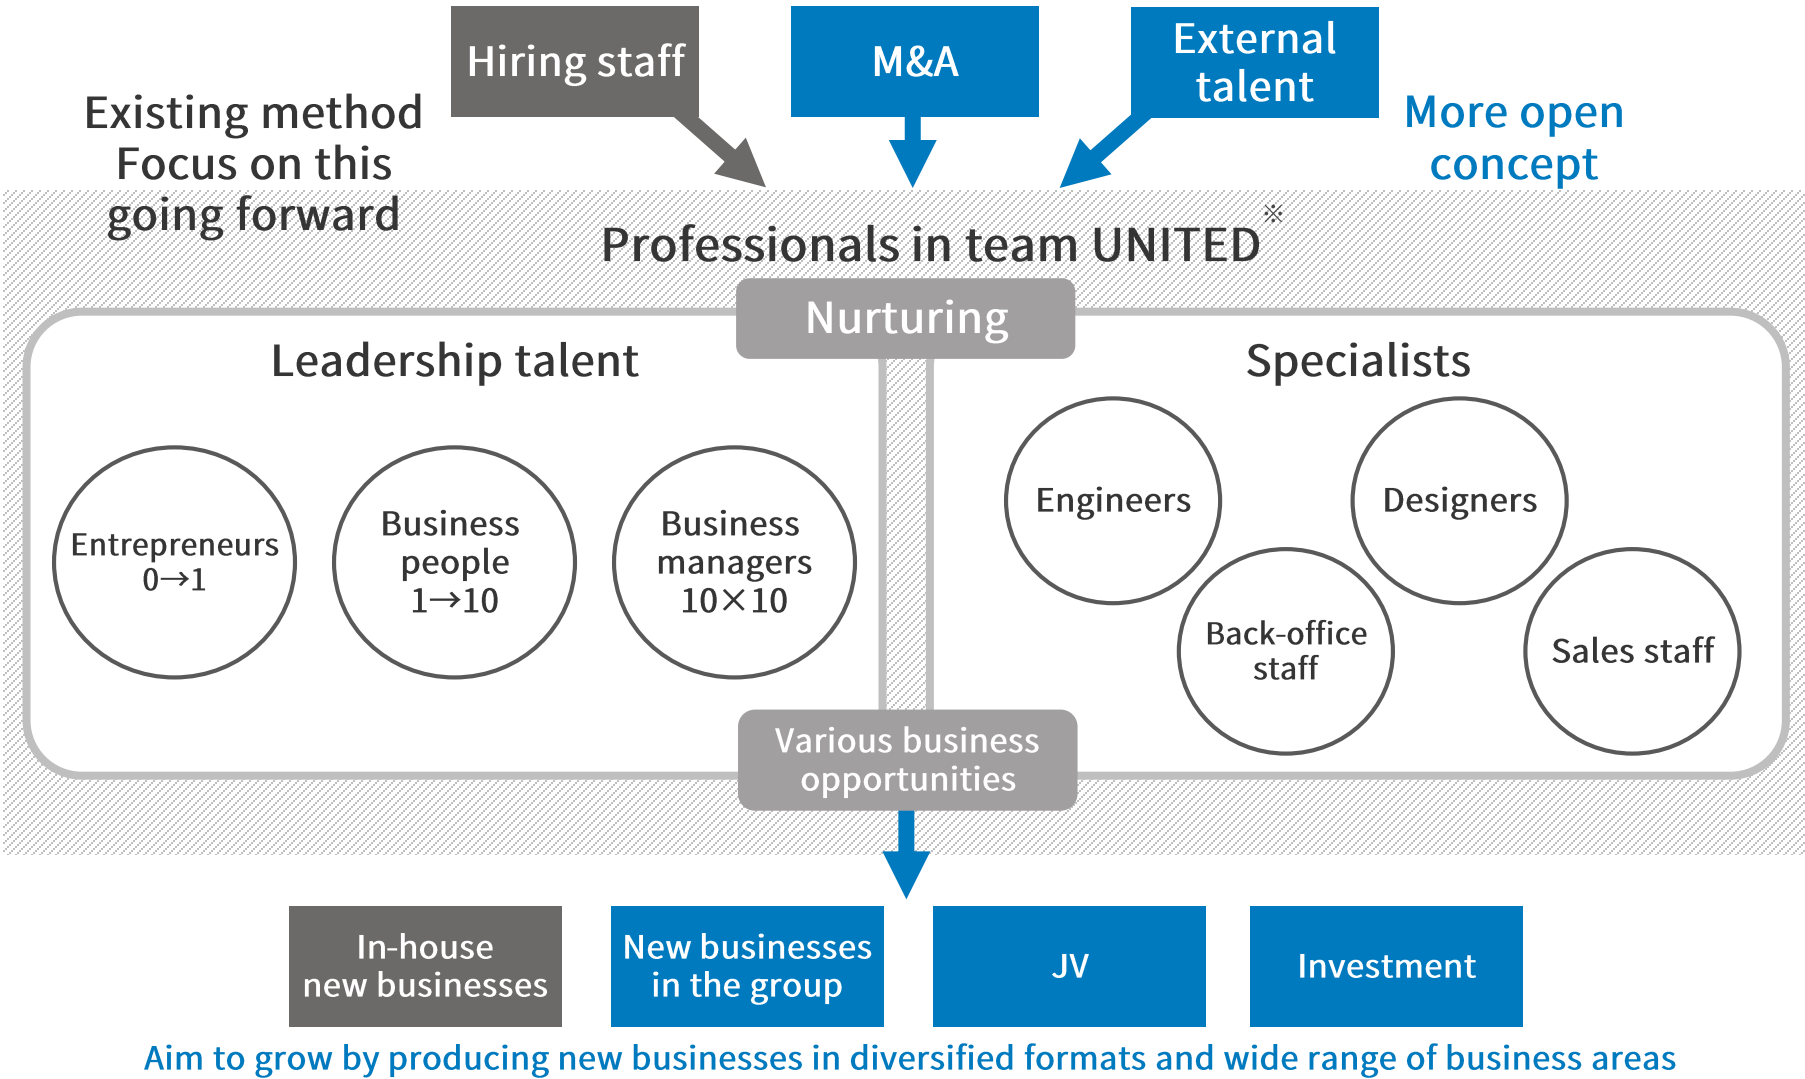 Hiring staff
M&A
External
talent
Existing method
Focus on this
going forward
More open
concept
Professionals in team UNITED※
Nurturing
Leadership talent
Entrepreneurs
0→1
Business
people
1→10
Business
managers
10×10
Specialists
Engineers
Designers
Back-office
staff
Sales staff
Various business
opportunities
In-house
new businesses
New businesses
in the group
JV
Investment
Aim to grow by producing new businesses in diversified formats and wide range of business areas